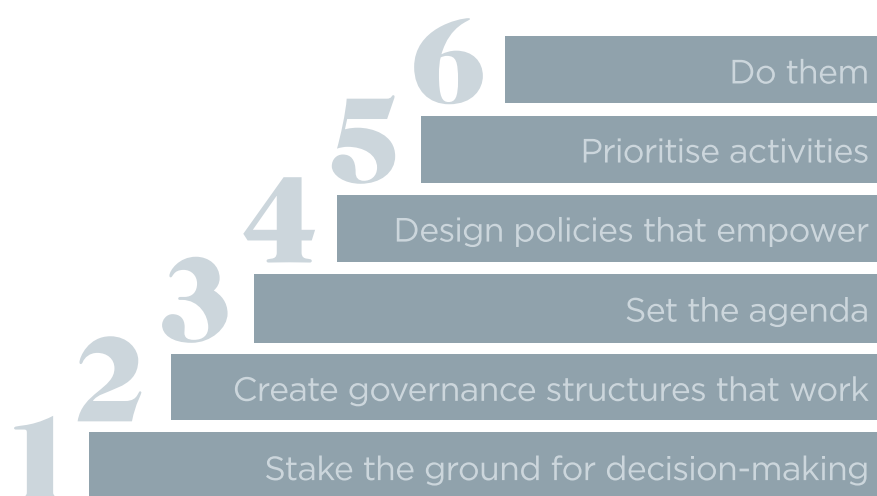 6 Do them
5 Prioritise activities
4 Design policies that empower
3 Set the agenda
2 Create governance structures that work
1 Stake the ground for decision-making